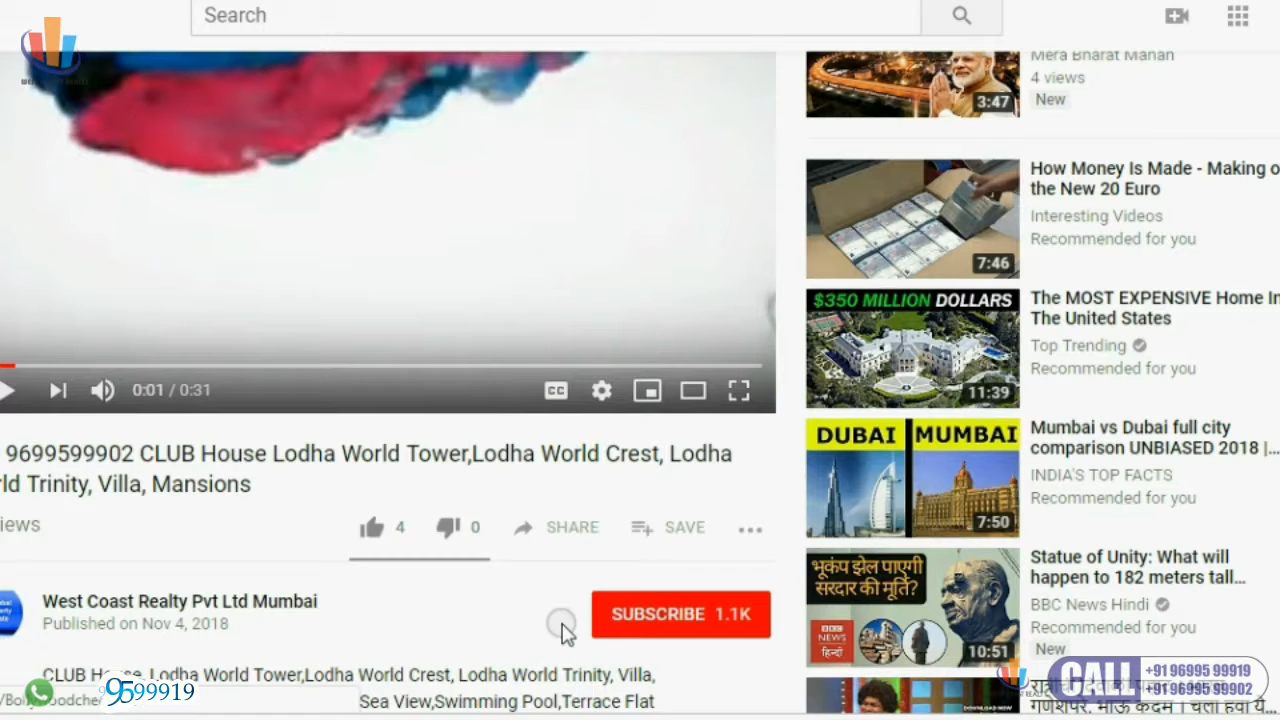 Search
0:01 / 0:31
9699599902 CLUB House Lodha World Tower,Lodha World Crest, Lodha
Trinity, Villa, Mansions
4
0
SHARE
SAVE
West Coast Realty Pvt Ltd Mumbai
Published on Nov 4, 2018
SUBSCRIBE 1.1K
Lodha World Tower,Lodha World Crest, Lodha World Trinity, Villa,
Sea View,Swimming Pool,Terrace Flat
9599919
Mera Bharat Mahan
4 views
New
3:47
How Money Is Made - Making
the New 20 Euro
Interesting Videos
Recommended for you
7:46
$350 MILLION DOLLARS
11:39
The MOST EXPENSIVE Home In
The United States
Top Trending
Recommended for you
DUBAI MUMBAI
7:50
Mumbai vs Dubai full city
comparison UNBIASED 2018 |...
INDIA'S TOP FACTS
Recommended for you
भूकंप झेल पाएगी
सरदार की मूर्ति?
BBC
NEWS
हिन्दी
10:51
Statue of Unity: What will
happen to 182 meters tall...
BBC News Hindi
Recommended for you
New
CALL
+91 96995 99919
+91 96995 99902
गणेशपुरे, भाऊ कदम । चला हवा ये...